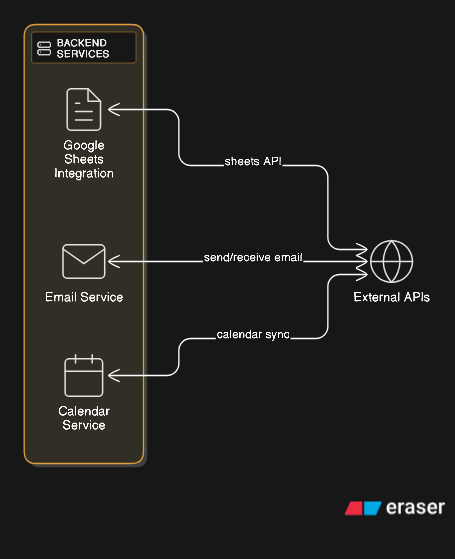 BACKEND
SERVICES
Google
Sheets
Integration
sheets API
send/receive email
Email Service
External APIs
calendar sync
Calendar
Service
eraser